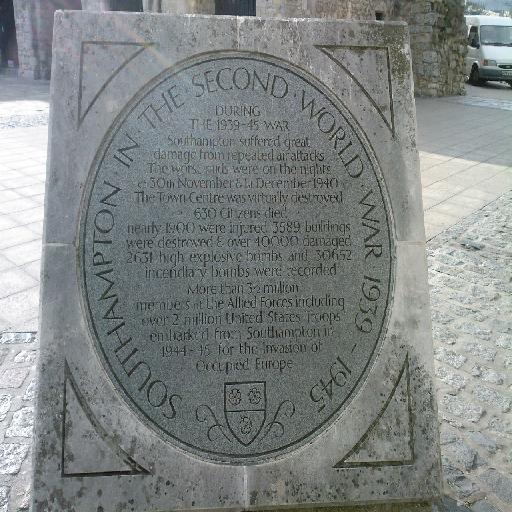 SOUTHAMPTON IN THE SECOND WORLD WAR 1939 - 1945
DURING
THE 1939-45 WAR
Southampton suffered great
damage from repeated air attacks
The worst raids were on the nights
of 30th November & 1st December 1940
The Town Centre was virtually destroyed
630 Citizens died
nearly 1900 were injured 3589 buildings
were destroyed & over 40000 damaged
2631 high explosive bombs and 30652
incendiary bombs were recorded
More than 3½ million
members of the Allied Forces including
over 2 million United States troops
embarked from Southampton in
1944-45 for the invasion of
Occupied Europe